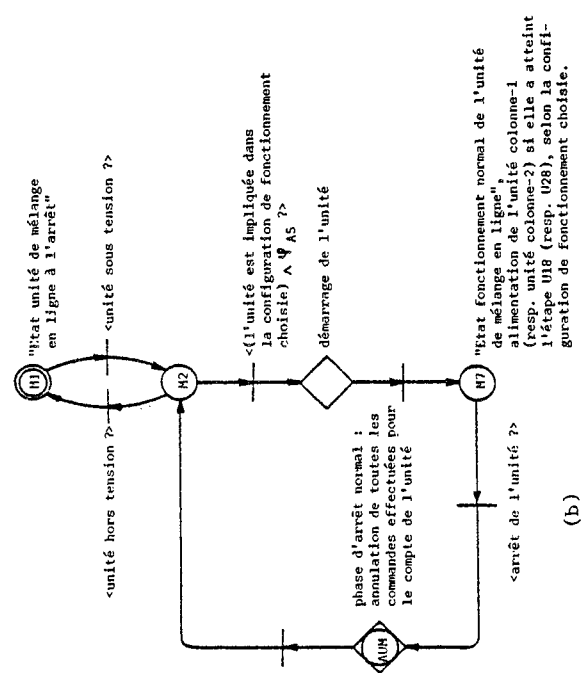 M1
"Etat unité de mélange
en ligne à l'arrêt"
<unité hors tension ?>
<unité sous tension ?>
M2
<(l'unité est impliquée dans
la configuration de fonctionnement
choisie) ∧ φ A5 ?>
démarrage de l'unité
phase d'arrêt normal :
annulation de toutes les
commandes effectuées pour
le compte de l'unité
AUM
M7
"Etat fonctionnement normal de l'unité
de mélange en ligne",
alimentation de l'unité colonne-1
(resp. unité colonne-2) si elle a atteint
l'étape U18 (resp. U28), selon la confi-
guration de fonctionnement choisie.
<arrêt de l'unité ?>
(b)